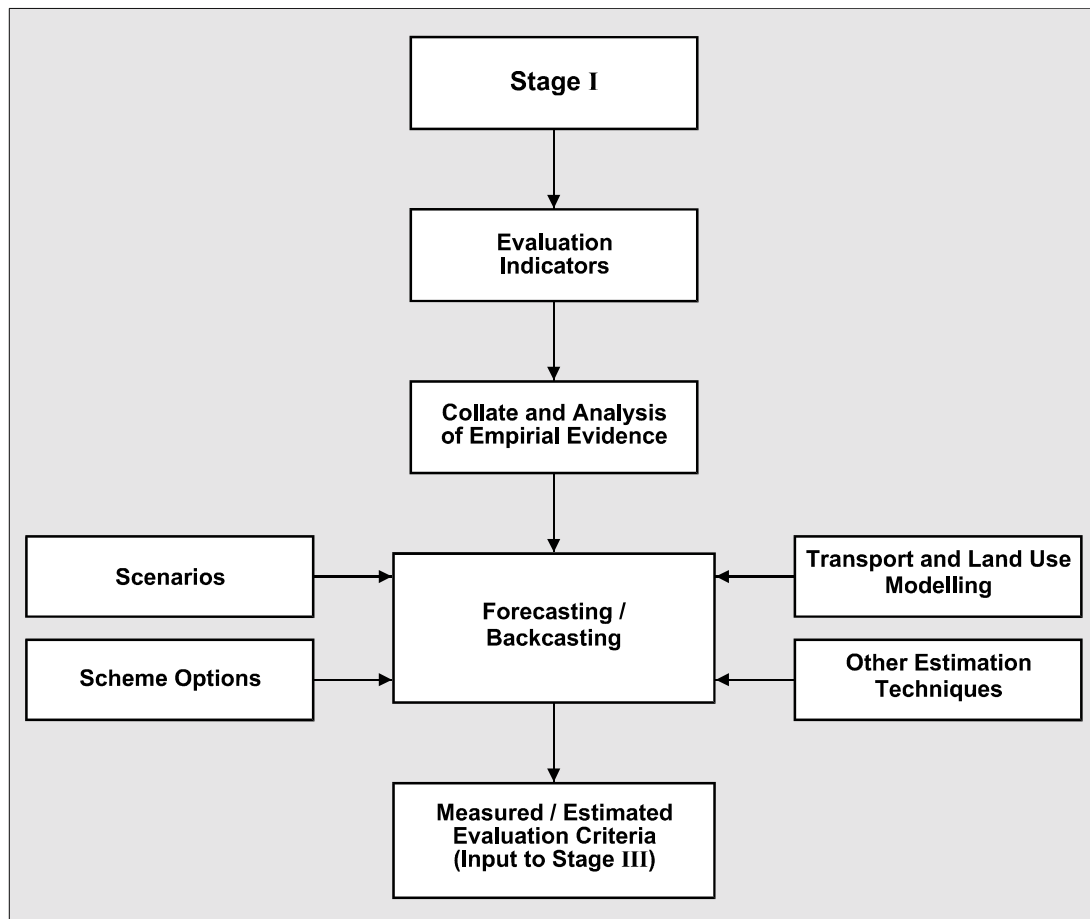 Stage I
Evaluation
Indicators
Collate and Analysis
of Empirial Evidence
Scenarios
Transport and Land Use
Modelling
Forecasting /
Backcasting
Scheme Options
Other Estimation
Techniques
Measured / Estimated
Evaluation Criteria
(Input to Stage III)